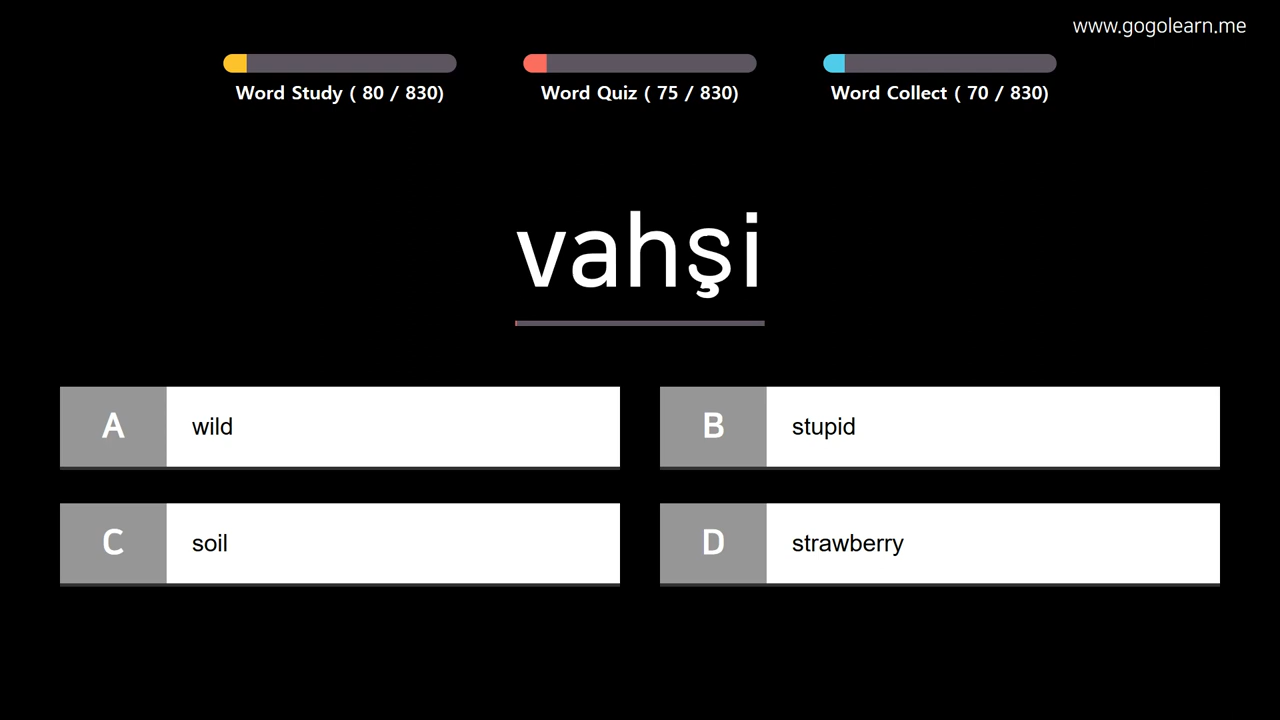 www.gogolearn.me
Word Study ( 80 / 830)
Word Quiz ( 75 / 830)
Word Collect ( 70 / 830)
vahşi
A wild
B stupid
C soil
D strawberry